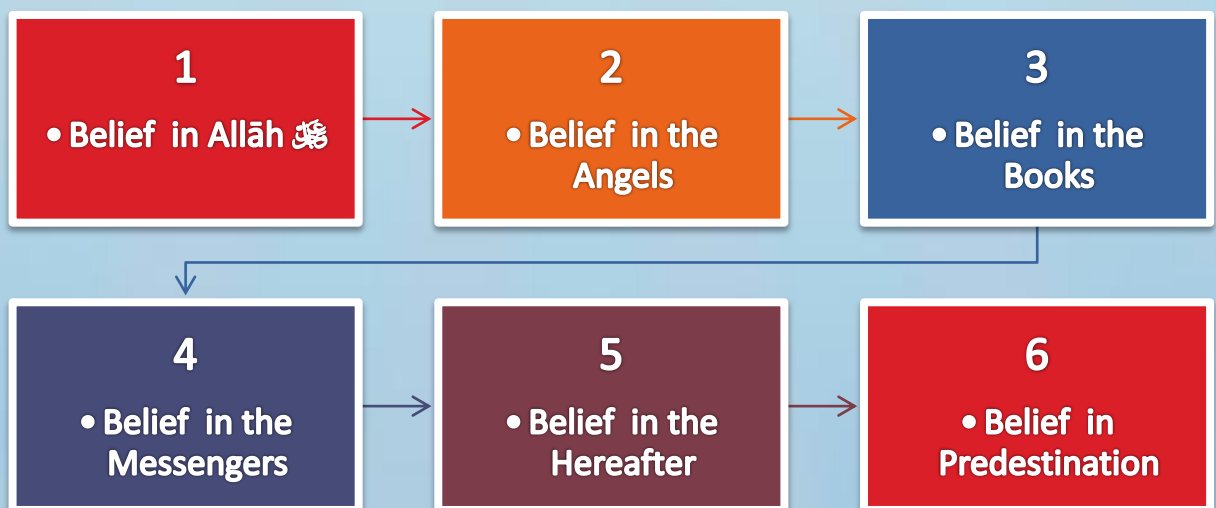 1
• Belief in Allāh ﷻ
2
• Belief in the
Angels
3
• Belief in the
Books
4
• Belief in the
Messengers
5
• Belief in the
Hereafter
6
• Belief in
Predestination